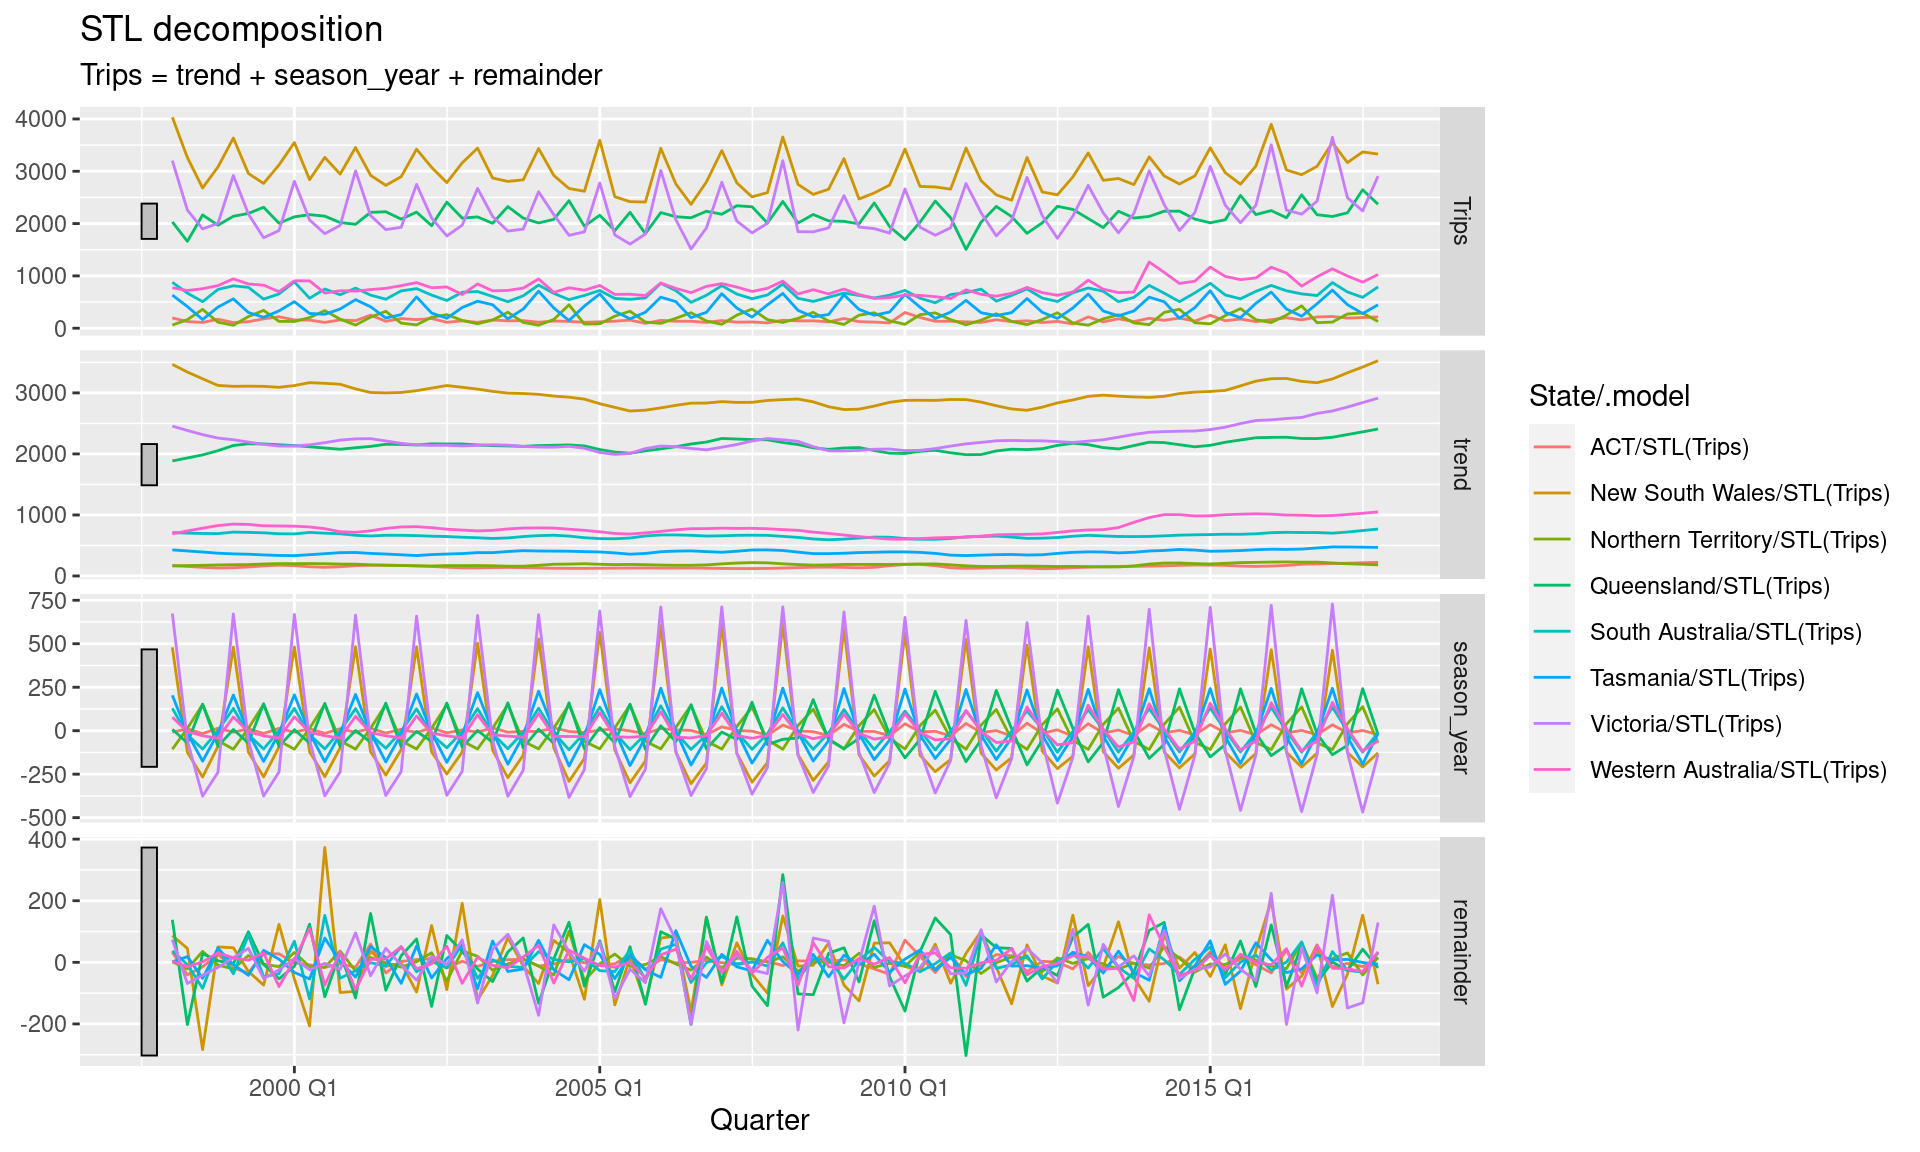 STL decomposition
Trips = trend + season_year + remainder
4000
3000
2000
1000
0
Trips
3000
2000
1000
0
trend
750
500
250
0
-250
-500
season_year
400
200
0
-200
remainder
2000 Q1
2005 Q1
2010 Q1
2015 Q1
Quarter
State/.model
ACT/STL(Trips)
New South Wales/STL(Trips)
Northern Territory/STL(Trips)
Queensland/STL(Trips)
South Australia/STL(Trips)
Tasmania/STL(Trips)
Victoria/STL(Trips)
Western Australia/STL(Trips)